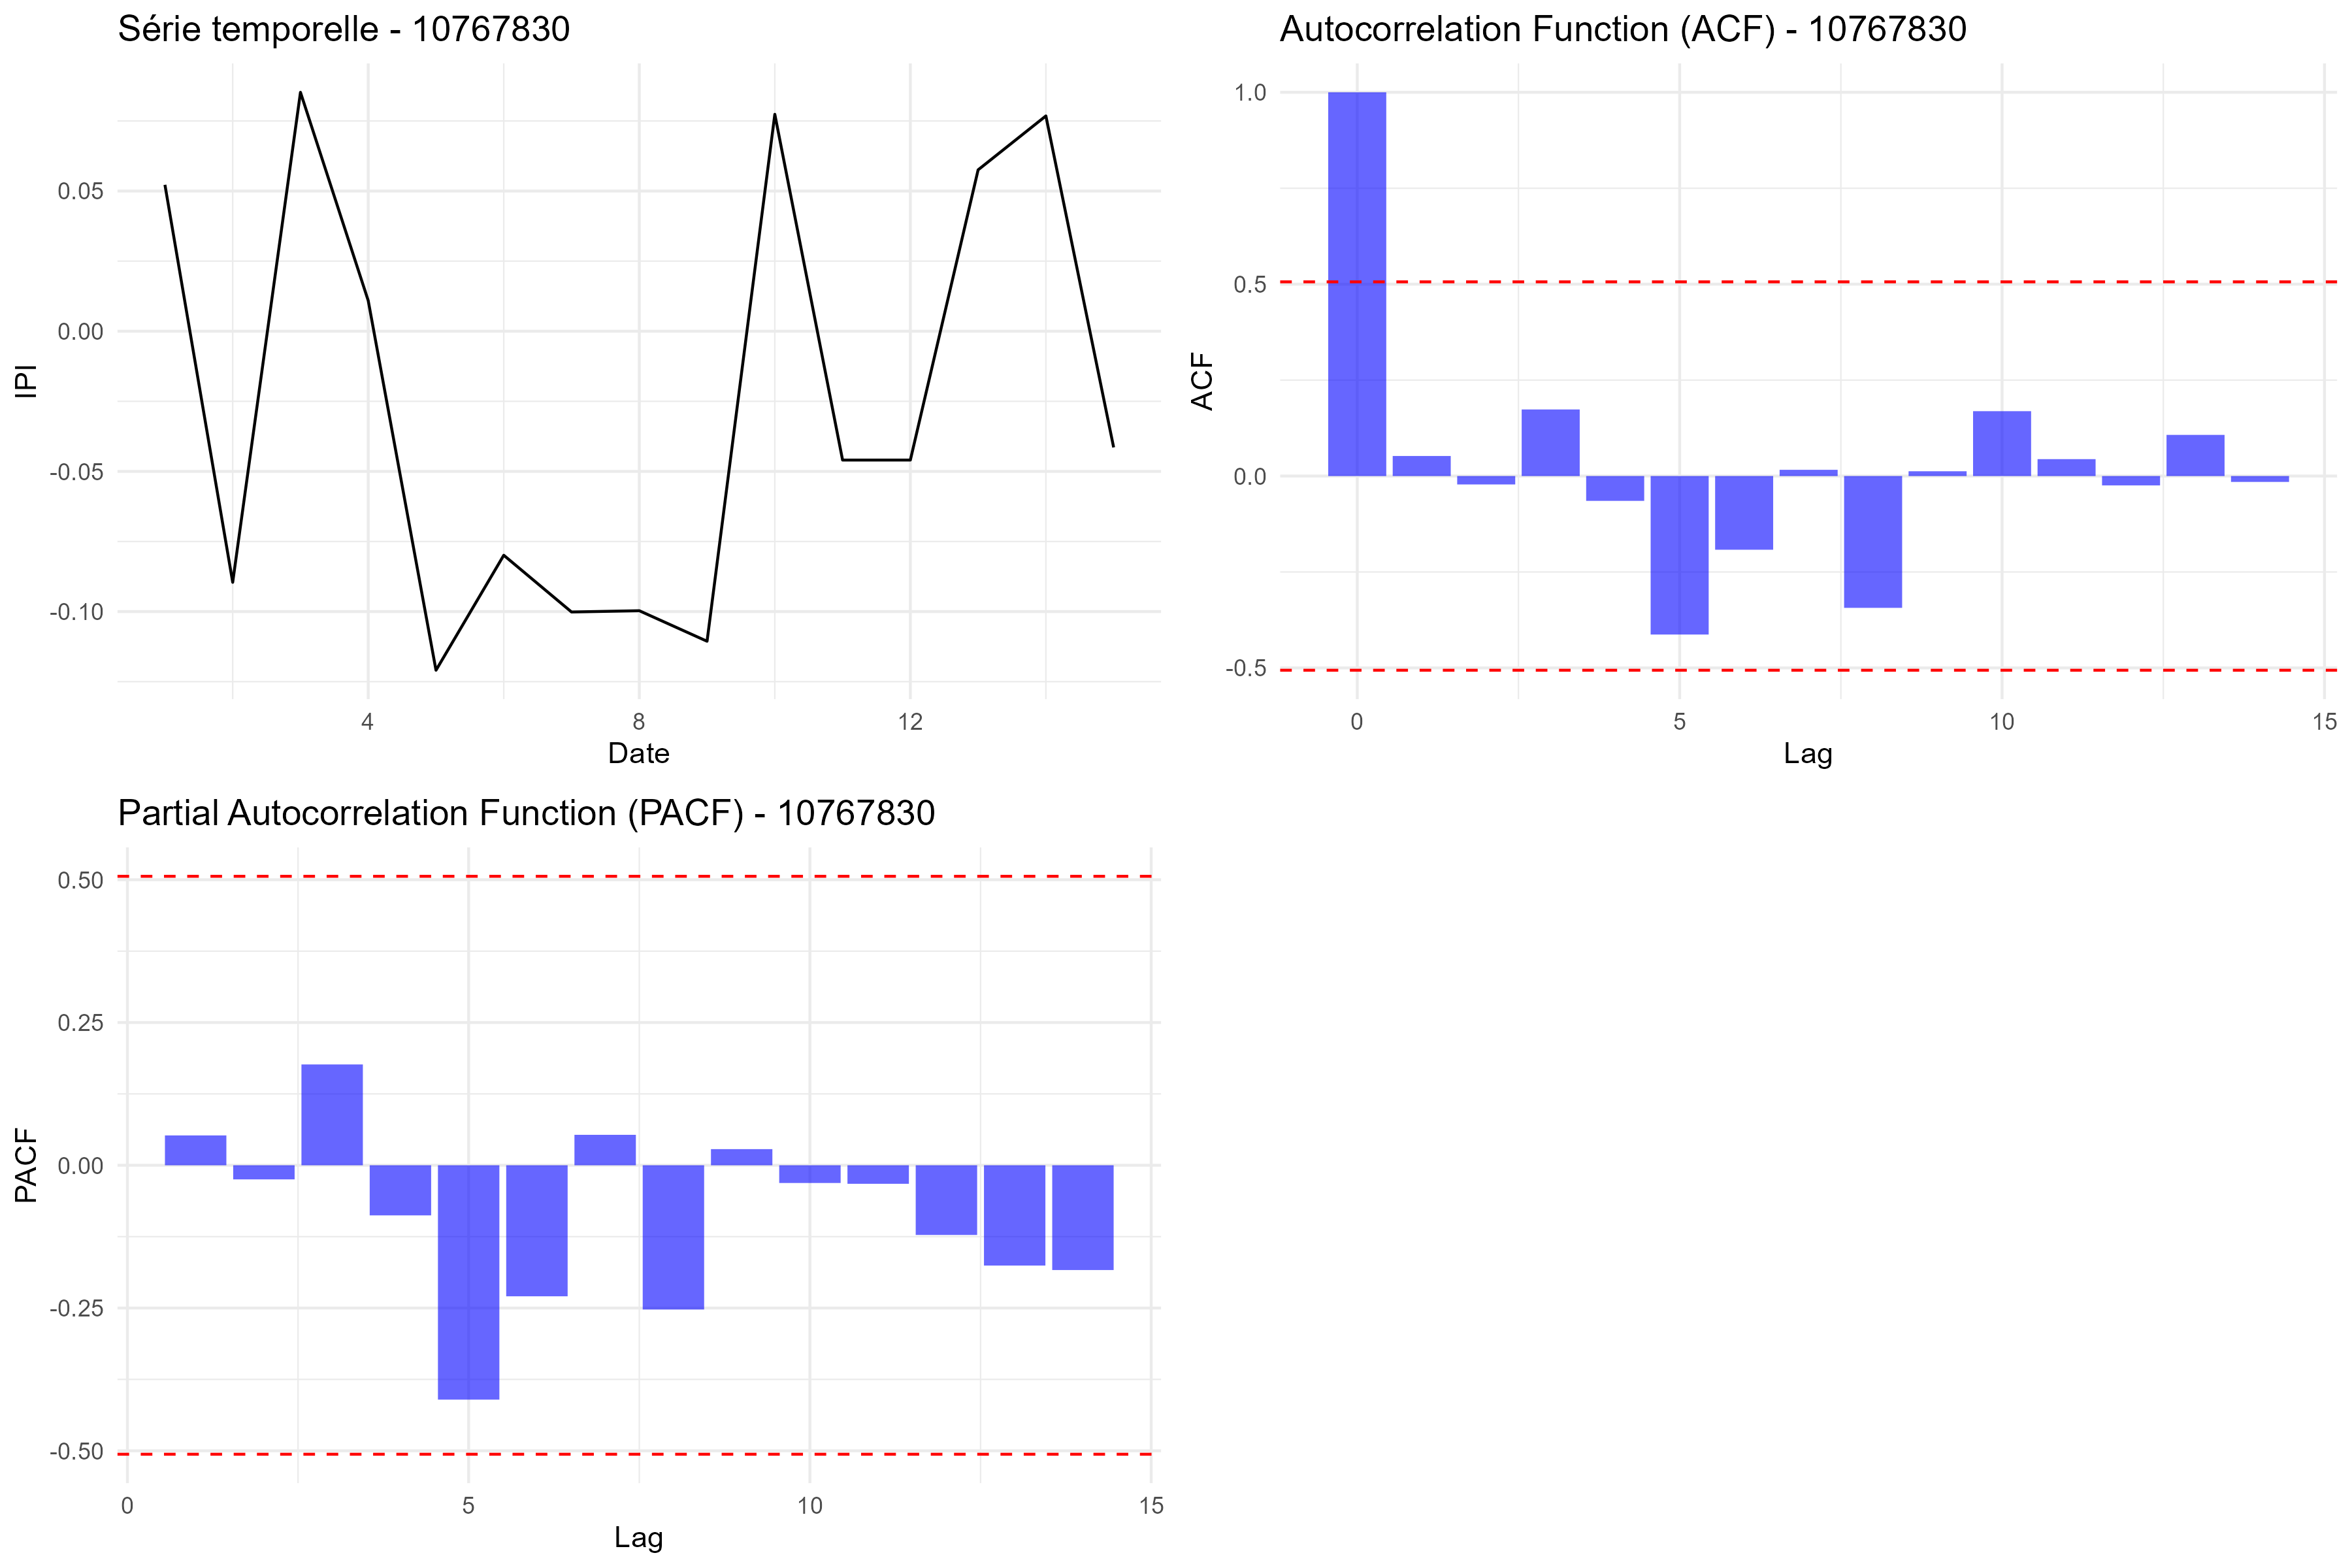 Série temporelle - 10767830
IPI
0.05
0.00
-0.05
-0.10
4
8
12
Date
Autocorrelation Function (ACF) - 10767830
ACF
1.0
0.5
0.0
-0.5
0
5
10
15
Lag
Partial Autocorrelation Function (PACF) - 10767830
PACF
0.50
0.25
0.00
-0.25
-0.50
0
5
10
15
Lag